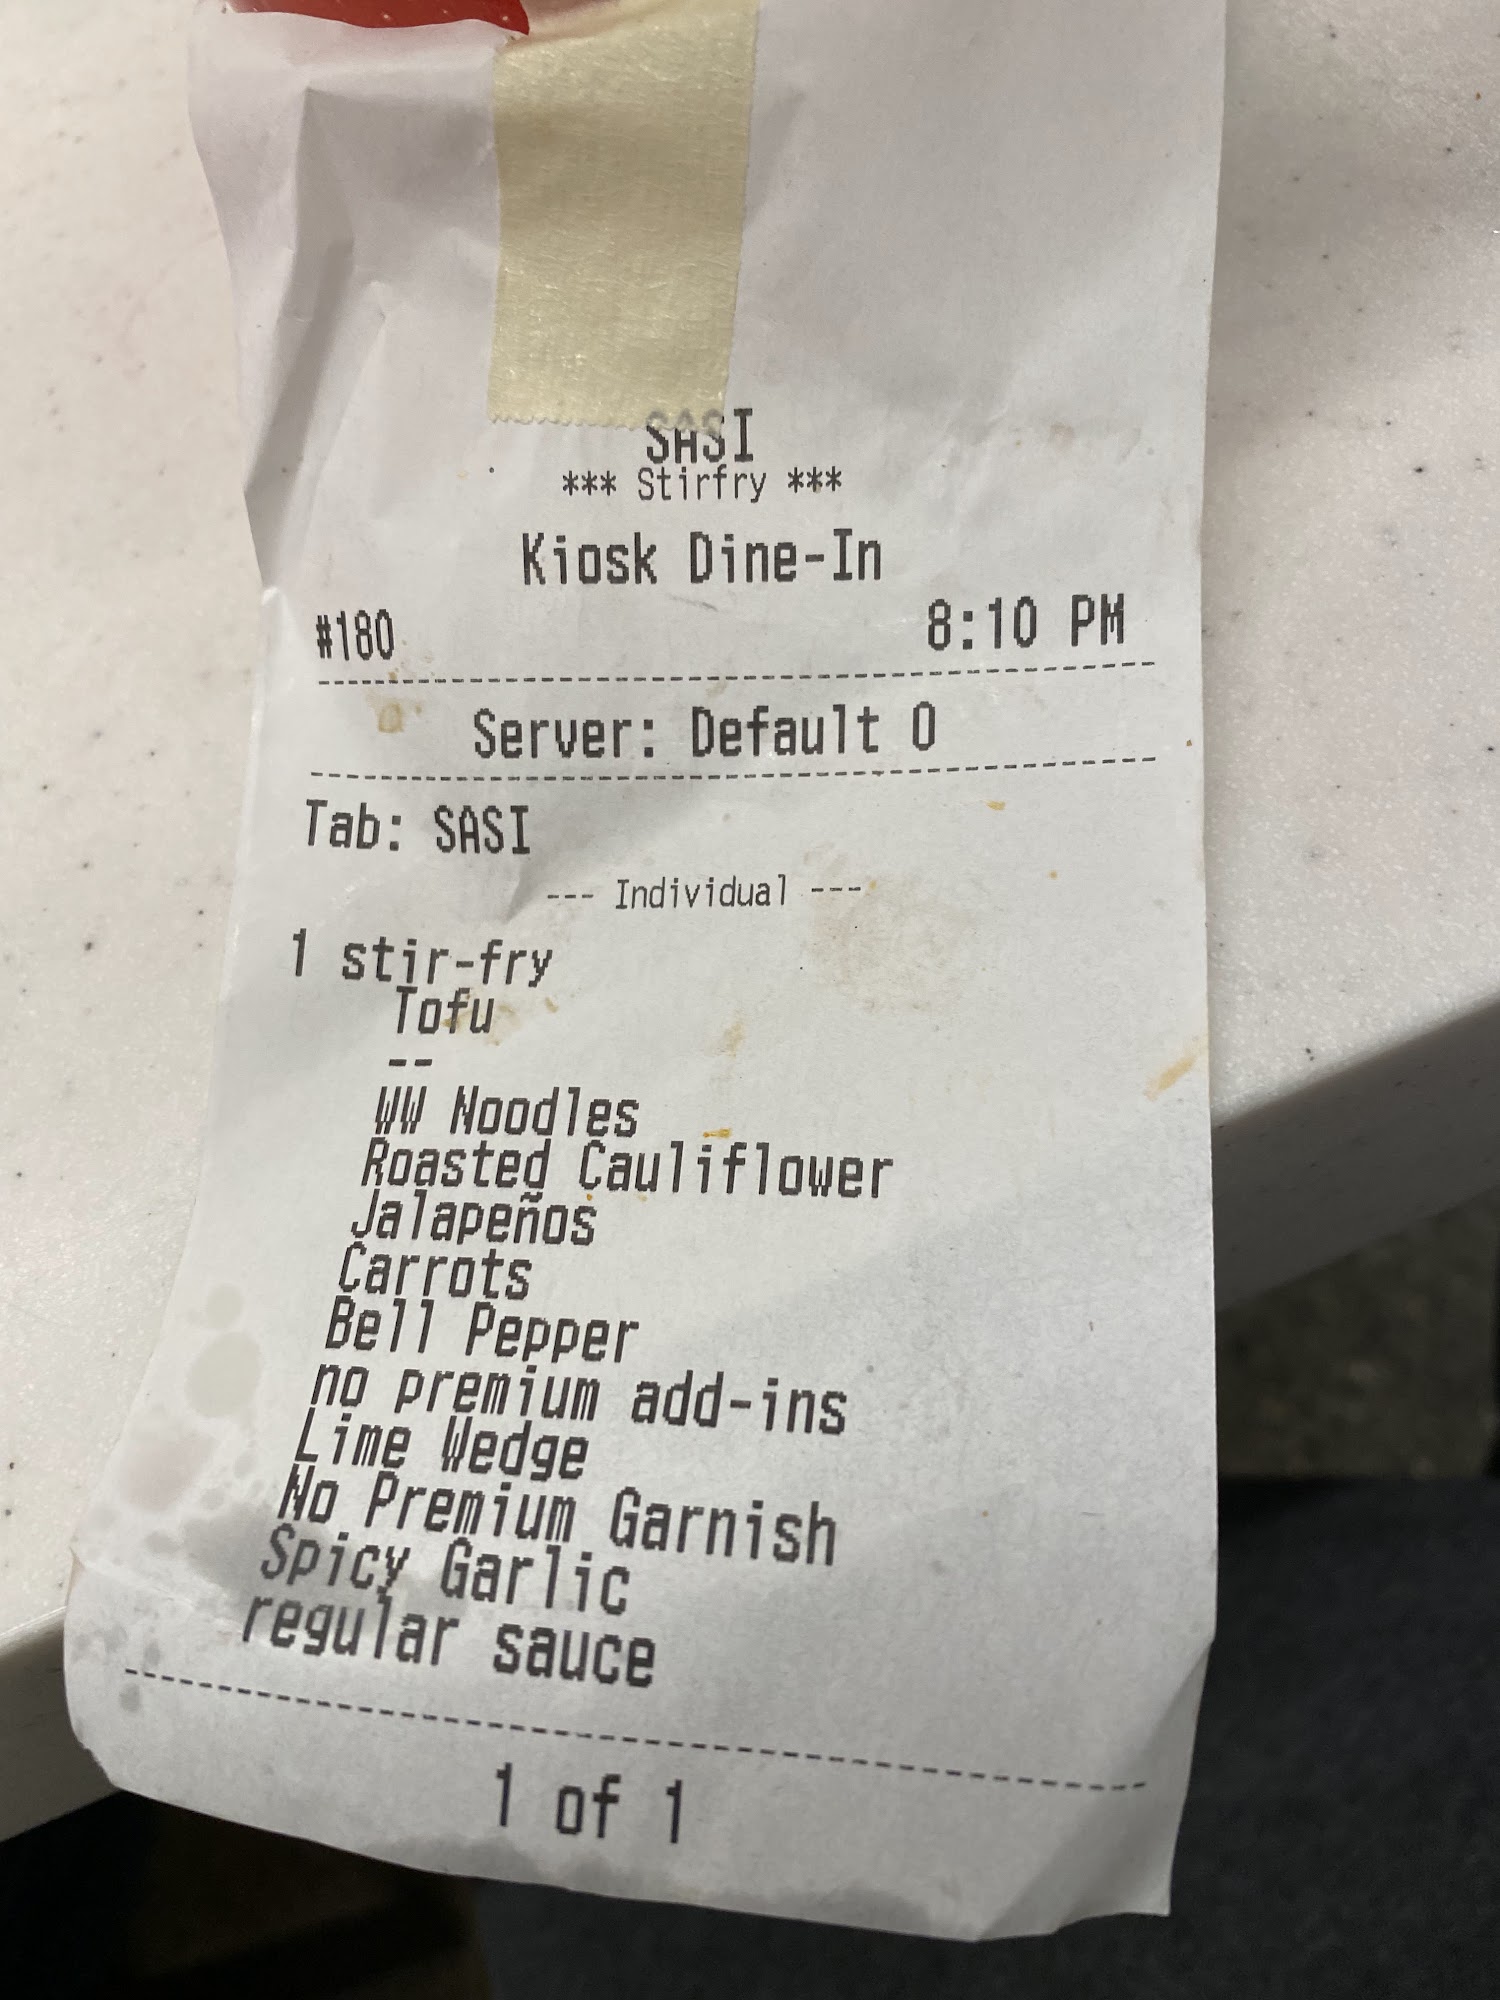 SASI
*** Stirfry ***
Kiosk Dine-In
#180 8:10 PM
Server: Default O
Tab: SASI
--- Individual ---
1 stir-fry
Tofu
--
WW Noodles
Roasted Cauliflower
Jalapeños
Carrots
Bell Pepper
no premium add-ins
Lime Wedge
No Premium Garnish
Spicy Garlic
regular sauce
1 of 1